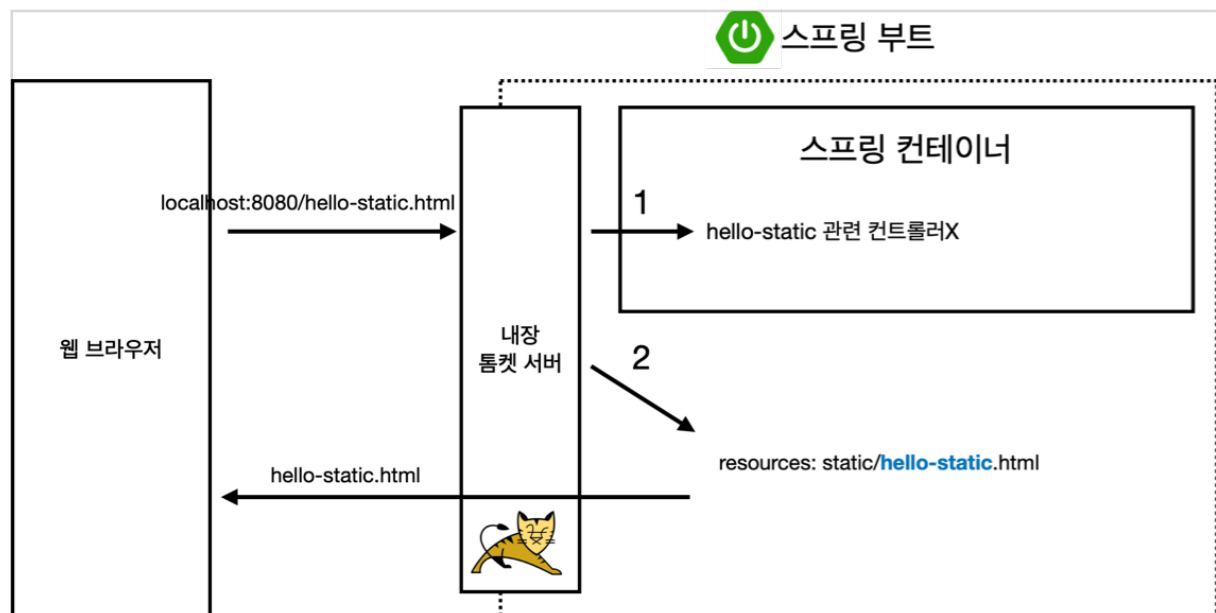 스프링 부트
스프링 컨테이너
localhost:8080/hello-static.html
1
hello-static 관련 컨트롤러X
웹 브라우저
내장
톰켓 서버
2
resources: static/hello-static.html
hello-static.html